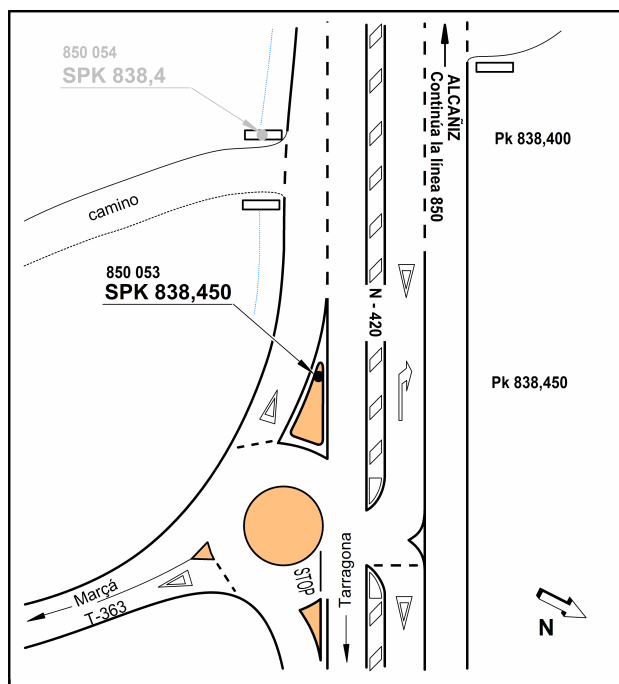 850 054
SPK 838,4
ALCAÑIZ
Continúa la línea 850
Pk 838,400
camino
850 053
SPK 838,450
N - 420
Pk 838,450
STOP
Tarragona
Marçá
T-363
N